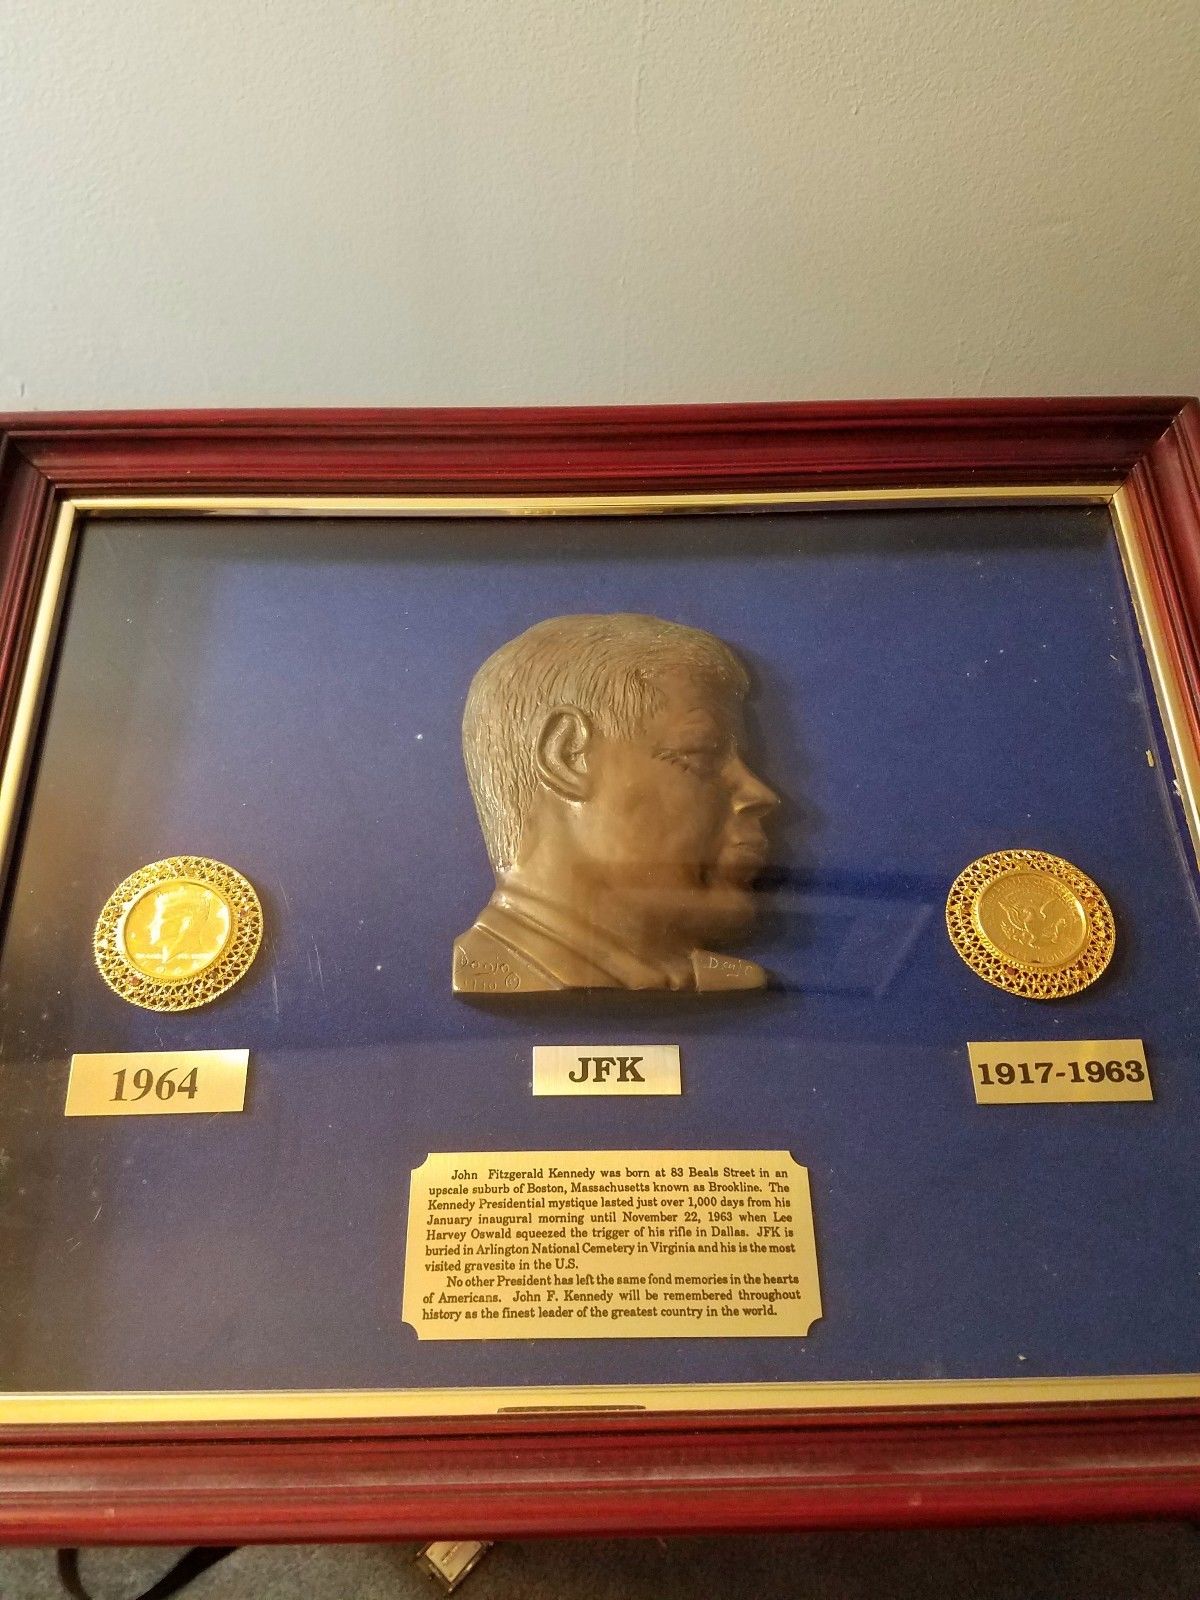 Donjo
Donjo
1964
JFK
1917-1963
John Fitzgerald Kennedy was born at 83 Beals Street in an
upscale suburb of Boston, Massachusetts known as Brookline. The
Kennedy Presidential mystique lasted just over 1,000 days from his
January inaugural morning until November 22, 1963 when Lee
Harvey Oswald squeezed the trigger of his rifle in Dallas. JFK is
buried in Arlington National Cemetery in Virginia and his is the most
visited gravesite in the U.S.
No other President has left the same fond memories in the hearts
of Americans. John F. Kennedy will be remembered throughout
history as the finest leader of the greatest country in the world.